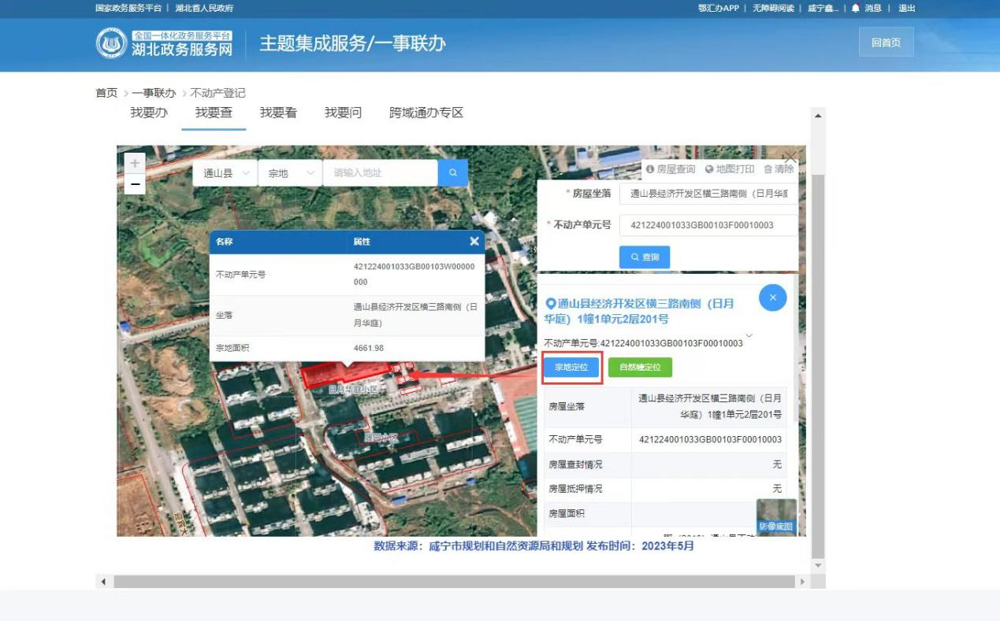 国家政务服务平台 | 湖北省人民政府
鄂汇办APP | 无障碍阅读 | 咸宁鑫... | 消息 | 退出
全国一体化政务服务平台
湖北政务服务网
主题集成服务/一事联办
回首页
首页 > 一事联办 > 不动产登记
我要办 我要查 我要看 我要问 跨域通办专区
+
通山县 宗地 请输入地址
−
房屋查询 地图打印 清除
* 房屋坐落 通山县经济开发区横三路南侧（日月华庭
* 不动产单元号 421224001033GB00103F00010003
查询
名称 属性
不动产单元号 421224001033GB00103W00000
000
坐落 通山县经济开发区横三路南侧（日
月华庭）
宗地面积 4661.98
日月华庭小区
通山县经济开发区横三路南侧（日月
华庭）1幢1单元2层201号
不动产单元号:421224001033GB00103F00010003
宗地定位 自然幢定位
房屋坐落 通山县经济开发区横三路南侧（日月
华庭）1幢1单元2层201号
不动产单元号 421224001033GB00103F00010003
房屋查封情况 无
房屋抵押情况 无
房屋面积
影像底图
数据来源：咸宁市规划和自然资源局和规划 发布时间：2023年5月